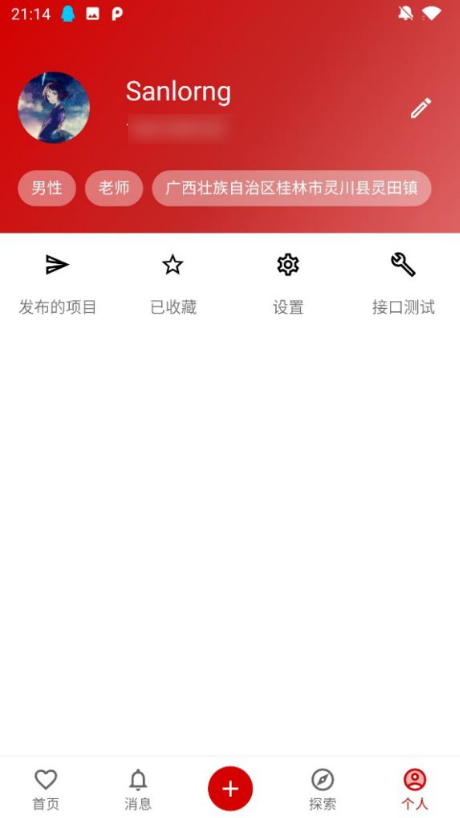 21:14
Sanlorng
男性 老师 广西壮族自治区桂林市灵川县灵田镇
发布的项目 已收藏 设置 接口测试
首页 消息 探索 个人